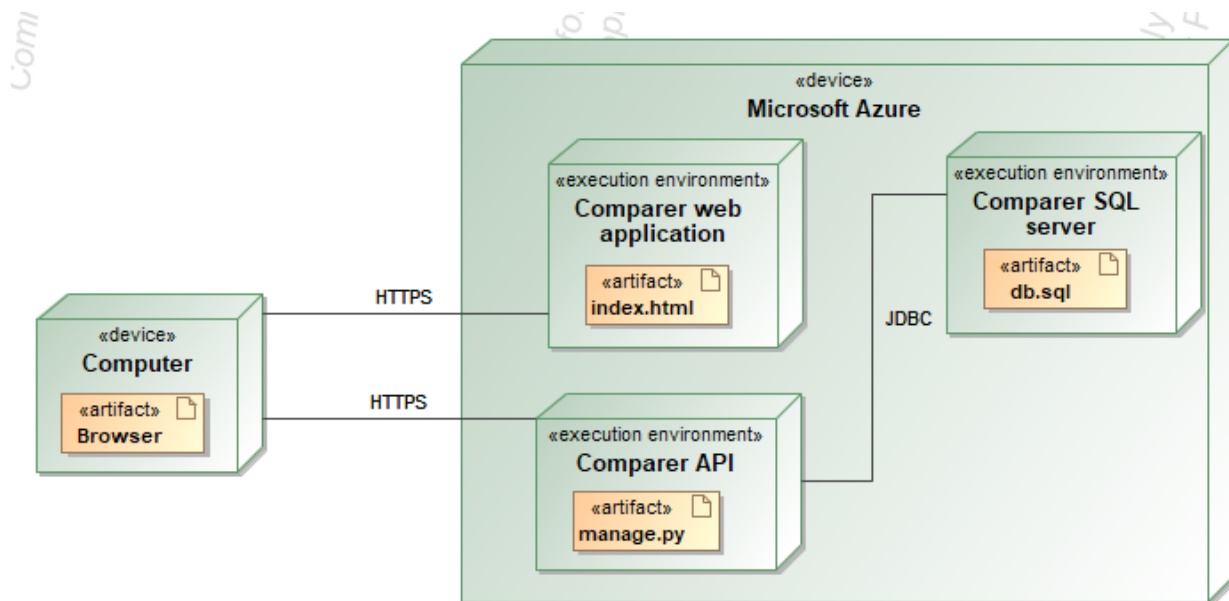 «device»
Microsoft Azure
«execution environment»
Comparer web
application
«artifact»
index.html
«execution environment»
Comparer SQL
server
«artifact»
db.sql
HTTPS
JDBC
«device»
Computer
«artifact»
Browser
HTTPS
«execution environment»
Comparer API
«artifact»
manage.py